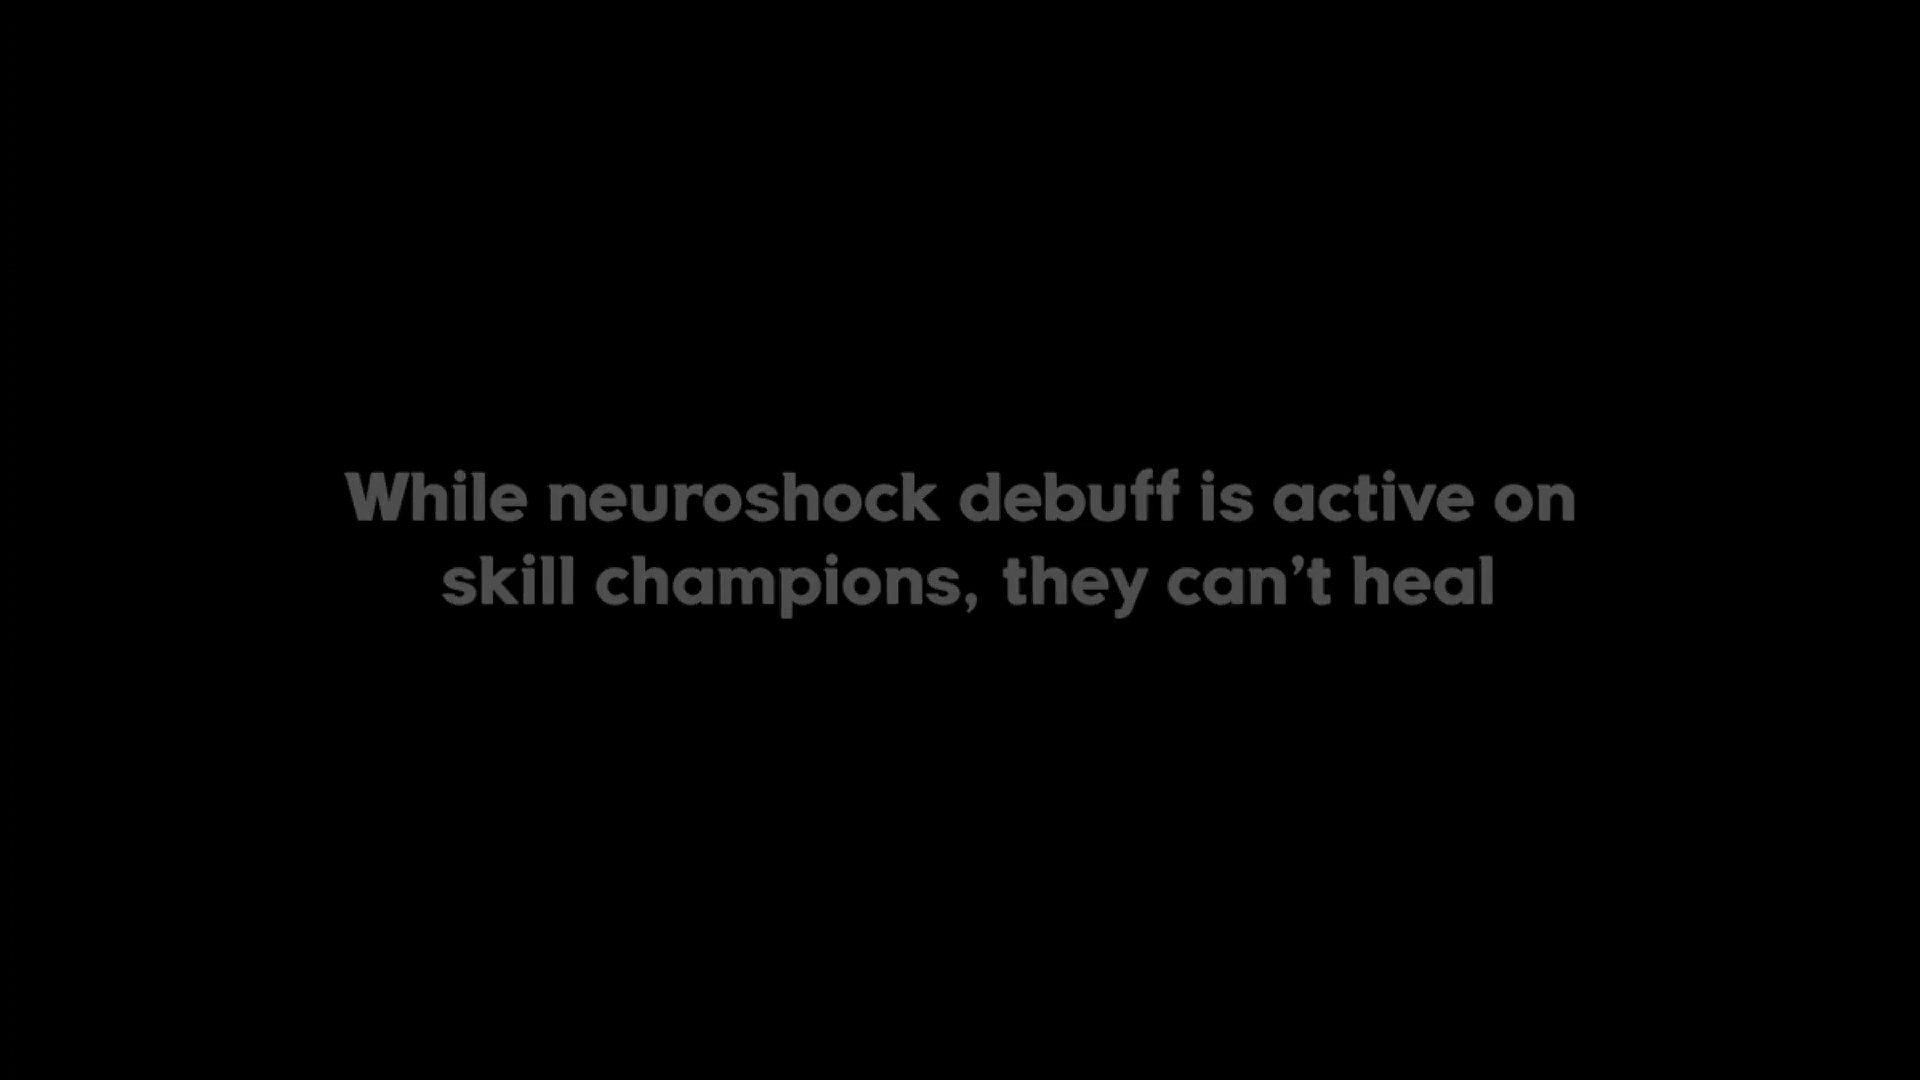 While neuroshock debuff is active on
skill champions, they can’t heal